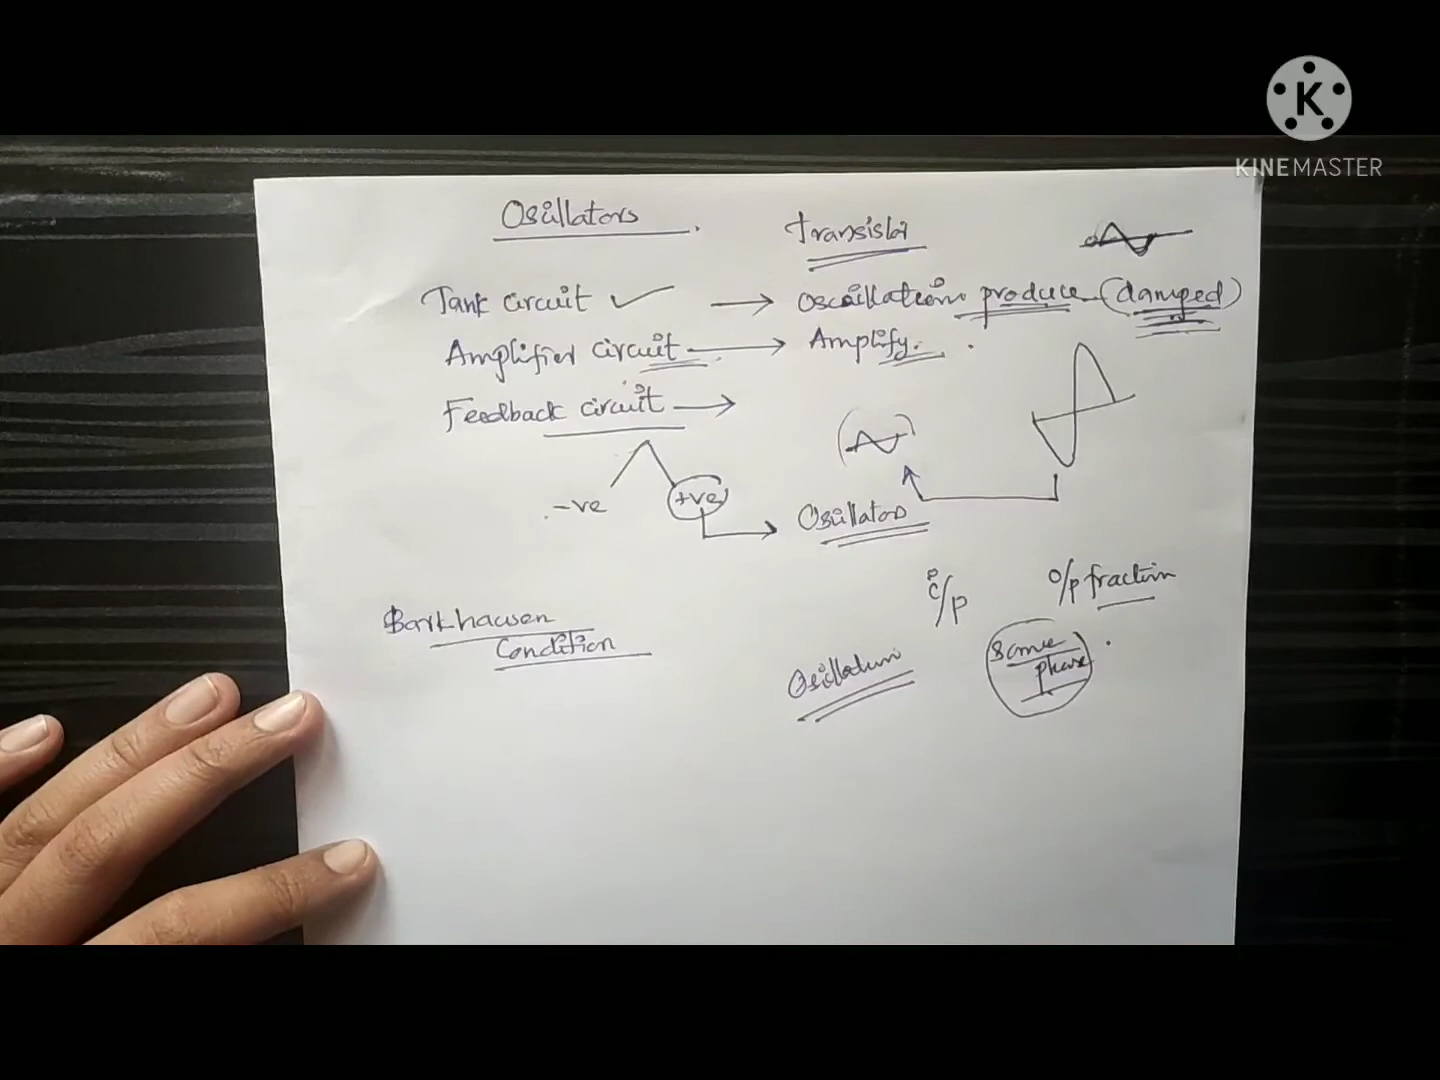 K
KINEMASTER
Oscillators.
transistor
Tank circuit ✓ → Oscillation produce (damped)
Amplifier circuit → Amplify.
Feedback circuit →
-ve +ve → Oscillators
i/p o/p fraction
Barkhausen
Condition
same
phase
Oscillation